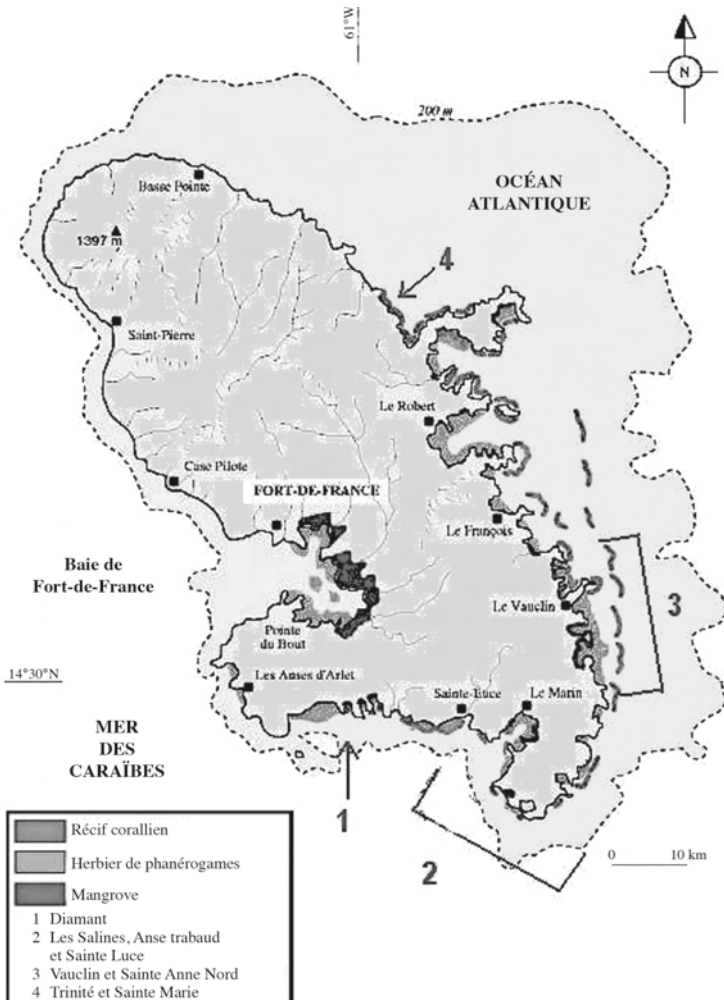 61°W
N
200 m
Basse Pointe
OCÉAN
ATLANTIQUE
1397 m
4
Saint-Pierre
Le Robert
Case Pilote
FORT-DE-FRANCE
Le François
Baie de
Fort-de-France
Le Vauclin
3
Pointe
du Bout
14°30'N
Les Anses d'Arlet
Sainte-Luce
Le Marin
MER
DES
CARAÏBES
1
2
0 10 km
Récif corallien
Herbier de phanérogames
Mangrove
1 Diamant
2 Les Salines, Anse trabaud
et Sainte Luce
3 Vauclin et Sainte Anne Nord
4 Trinité et Sainte Marie